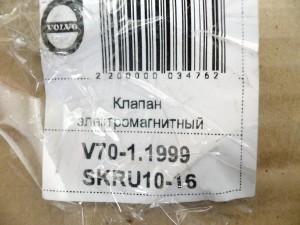 VOLVO
2 200000 034762
Клапан
электромагнитный
V70-1.1999
SKRU10-16